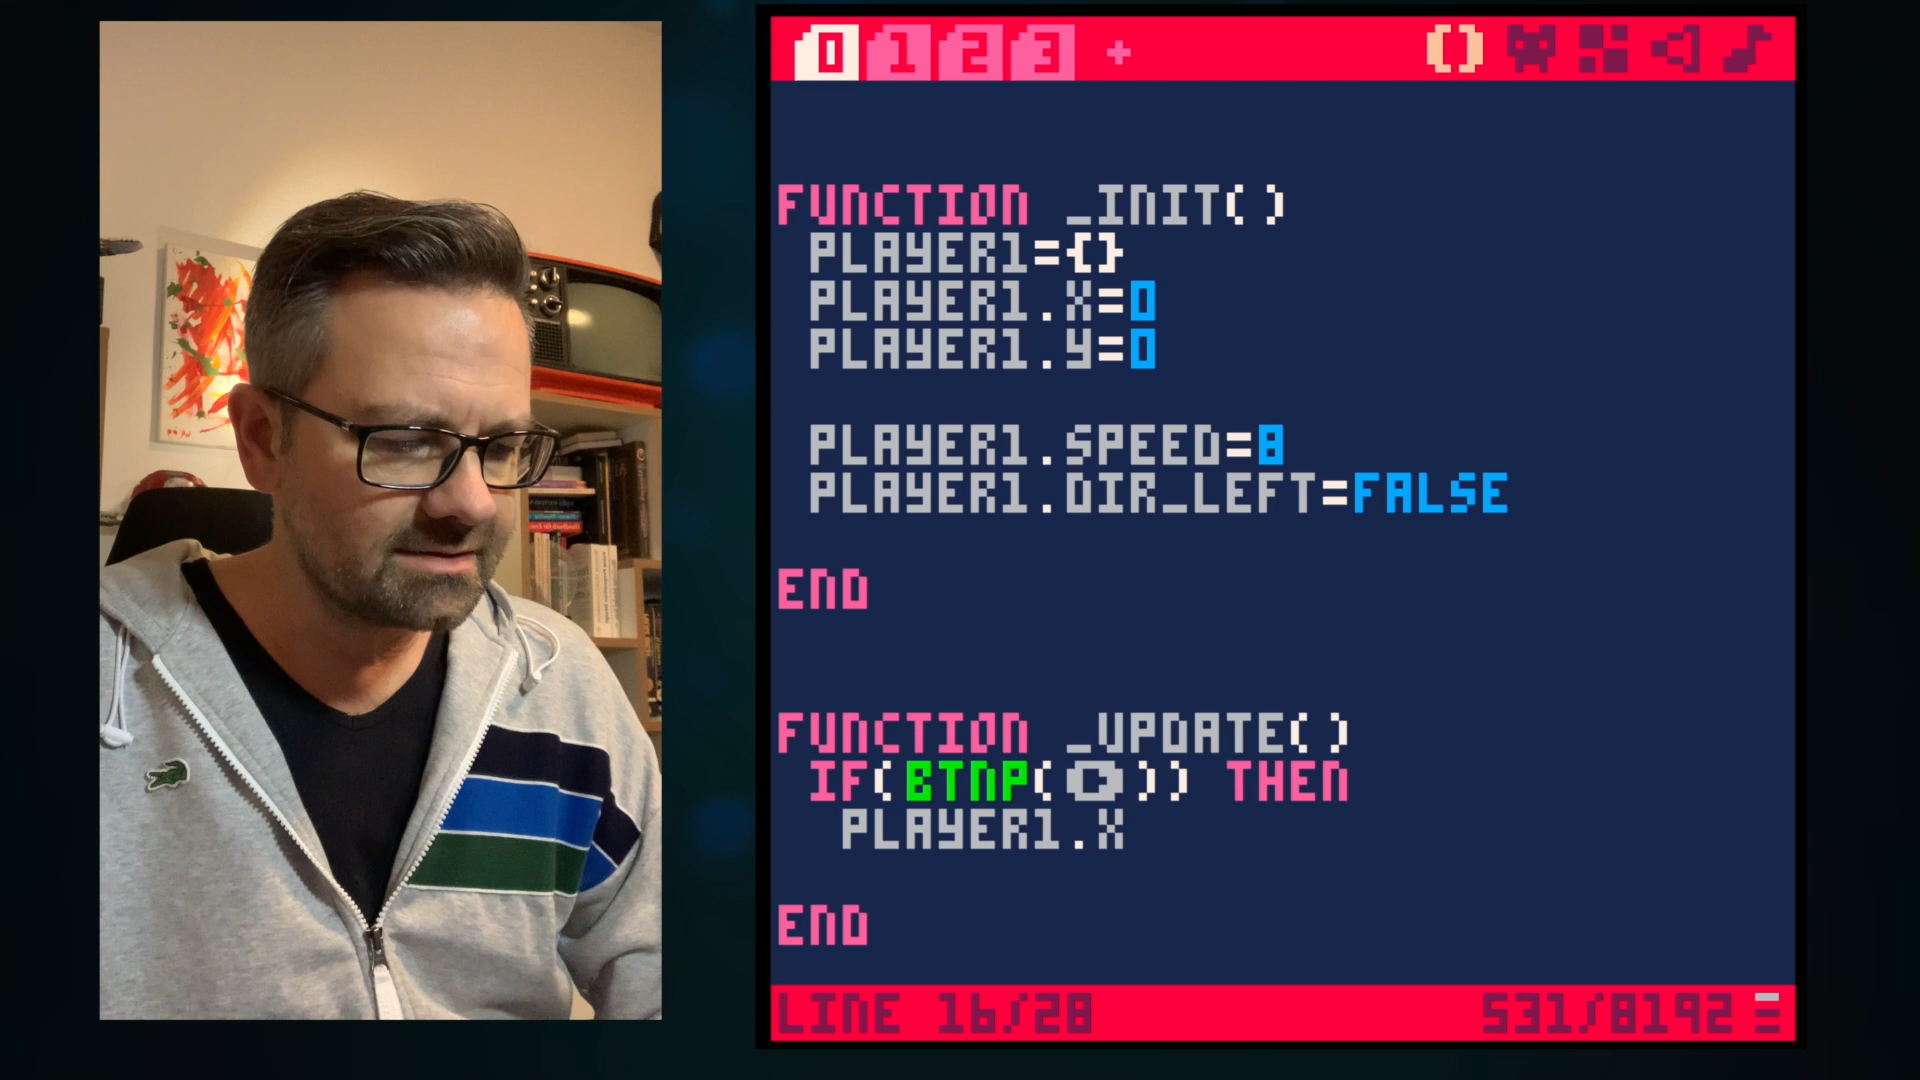 0 1 2 3 +
FUNCTION _INIT()
PLAYER1={}
PLAYER1.X=0
PLAYER1.Y=0
PLAYER1.SPEED=8
PLAYER1.DIR_LEFT=FALSE
END
FUNCTION _UPDATE()
IF(BTNP(▶)) THEN
PLAYER1.X
END
LINE 16/28
531/8192